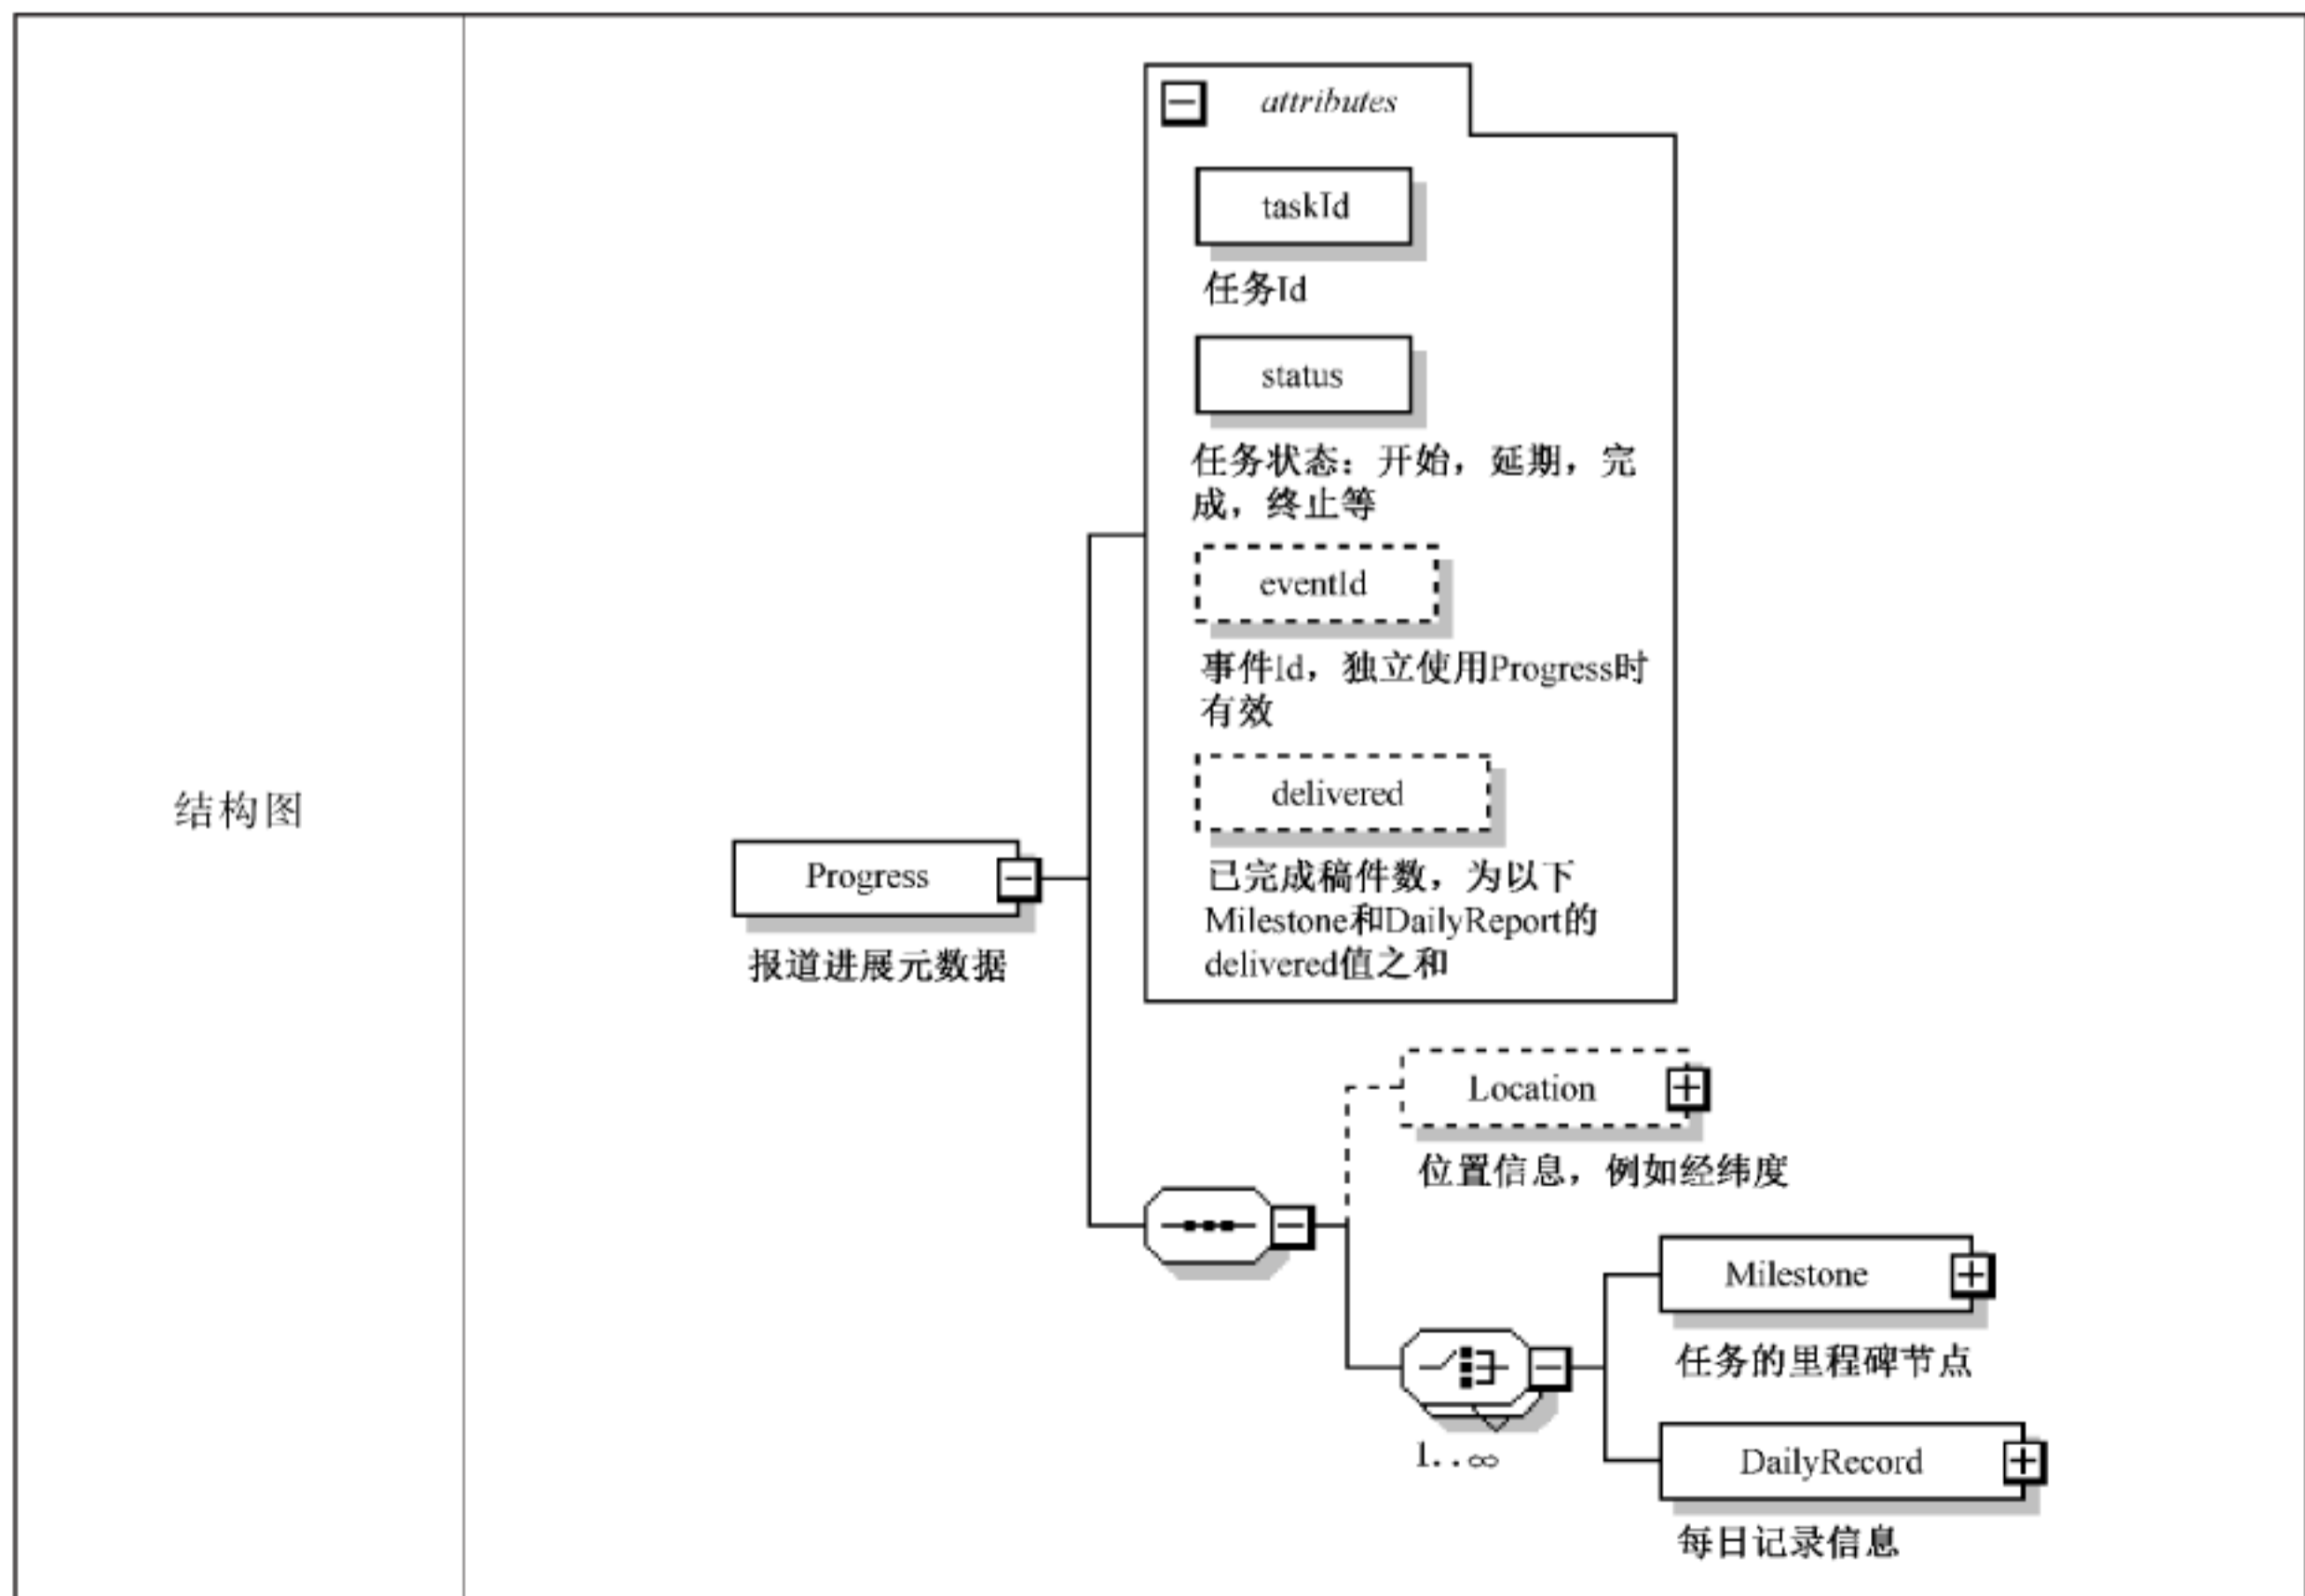 结构图
attributes
taskId
任务Id
status
任务状态：开始，延期，完
成，终止等
eventId
事件Id，独立使用Progress时
有效
delivered
已完成稿件数，为以下
Milestone和DailyReport的
delivered值之和
Progress
报道进展元数据
Location
位置信息，例如经纬度
Milestone
任务的里程碑节点
1..∞
DailyRecord
每日记录信息